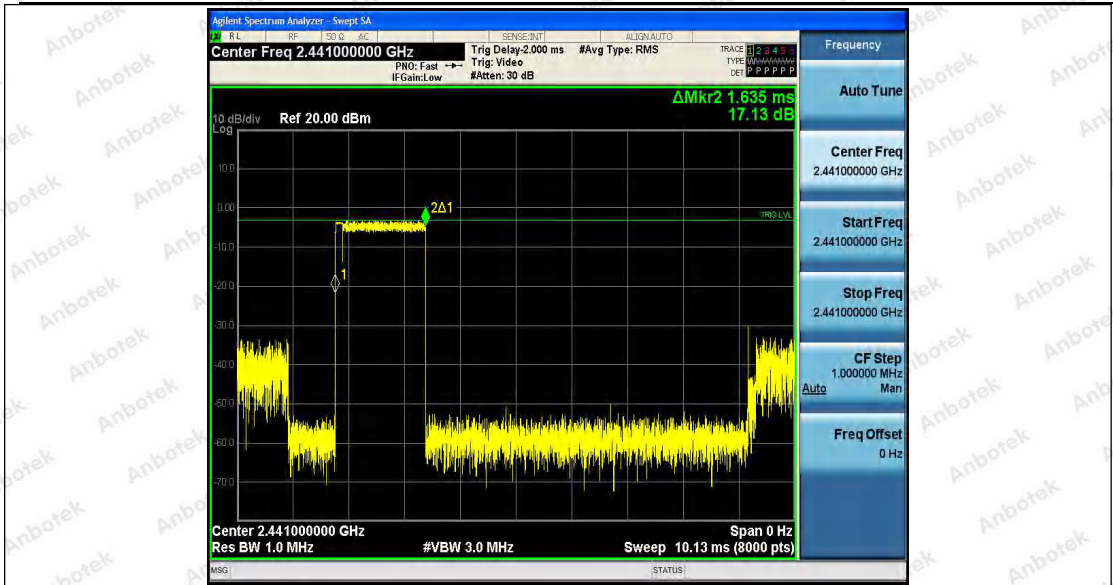 Agilent Spectrum Analyzer - Swept SA
RL RF 50 Ω AC SENSE:INT ALIGN AUTO
Center Freq 2.441000000 GHz
PNO: Fast
IFGain:Low
Trig Delay-2.000 ms #Avg Type: RMS
Trig: Video
#Atten: 30 dB
TRACE 1 2 3 4 5 6
TYPE
DET P P P P P P
ΔMkr2 1.635 ms
17.13 dB
10 dB/div Ref 20.00 dBm
Log
10.0
0.00
-10.0
-20.0
-30.0
-40.0
-50.0
-60.0
-70.0
2Δ1
TRIG LVL
1
Center 2.441000000 GHz Span 0 Hz
Res BW 1.0 MHz #VBW 3.0 MHz Sweep 10.13 ms (8000 pts)
MSG STATUS
Frequency
Auto Tune
Center Freq
2.441000000 GHz
Start Freq
2.441000000 GHz
Stop Freq
2.441000000 GHz
CF Step
1.000000 MHz
Auto Man
Freq Offset
0 Hz
Anbotek